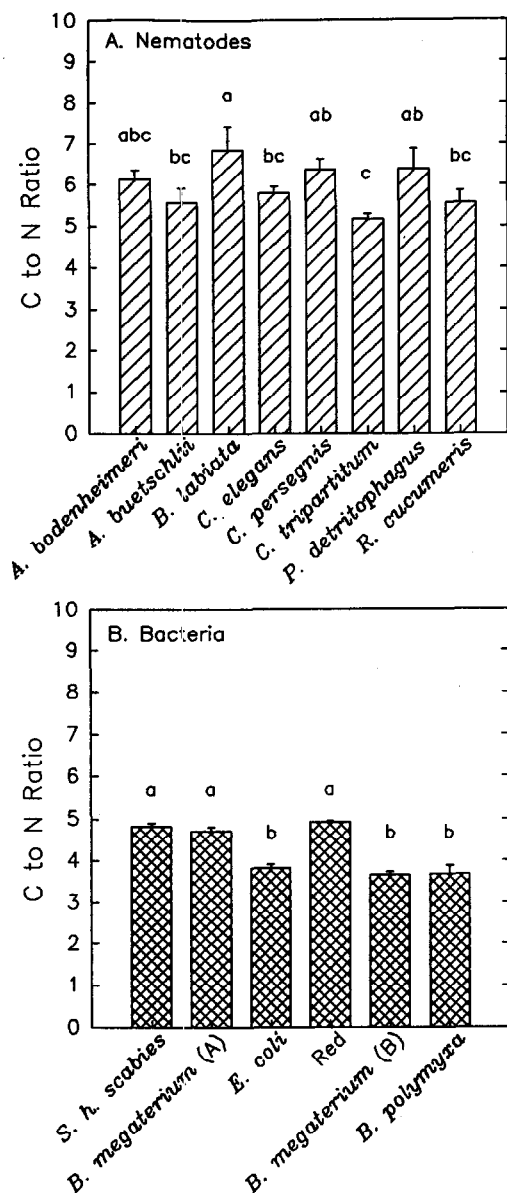 A. Nematodes
10
9
8
7
6
5
4
3
2
1
0
C to N Ratio
abc
bc
a
bc
ab
c
ab
bc
A. bodenheimeri
A. buetschlii
B. labiata
C. elegans
C. persegnis
C. tripartitum
P. detritophagus
R. cucumeris
B. Bacteria
10
9
8
7
6
5
4
3
2
1
0
C to N Ratio
a
a
b
a
b
b
S. h. scabies
B. megaterium (A)
E. coli
Red
B. megaterium (B)
B. polymyxa